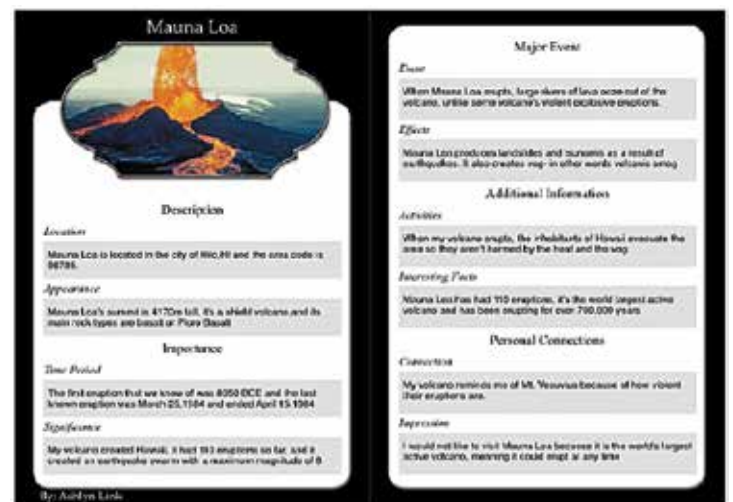 Mauna Loa
Description
Location
Mauna Loa is located in the city of Hilo,HI and the area code is
96785.
Appearance
Mauna Loa's summit is 4170m tall, it's a shield volcano and its
main rock types are basalt or Picro Basalt
Importance
Time Period
The first eruption that we know of was 8050 BCE and the last
known eruption was March 25,1984 and ended April 15 1984
Significance
My volcano created Hawaii, it had 110 eruptions so far, and it
created an earthquake swarm with a maximum magnitude of
By: Ashlyn
Major Event
Event
When Mauna Loa erupts, large rivers of lava ooze out of the
volcano, unlike some volcano's violent explosive eruptions.
Effects
Mauna Loa produces landslides and tsunamis as a result of
earthquakes. It also creates vog- in other words volcanic smog
Additional Information
Activities
When my volcano erupts, the inhabitants of Hawaii evacuate the
area so they aren't harmed by the heat and the vog
Interesting Facts
Mauna Loa has had 110 eruptions, it's the world largest active
volcano and has been erupting for over 700,000 years
Personal Connections
Connection
My volcano reminds me of Mt. Vesuvius because of how violent
their eruptions are.
Impression
I would not like to visit Mauna Loa because it is the world's largest
active volcano, meaning it could erupt at any time